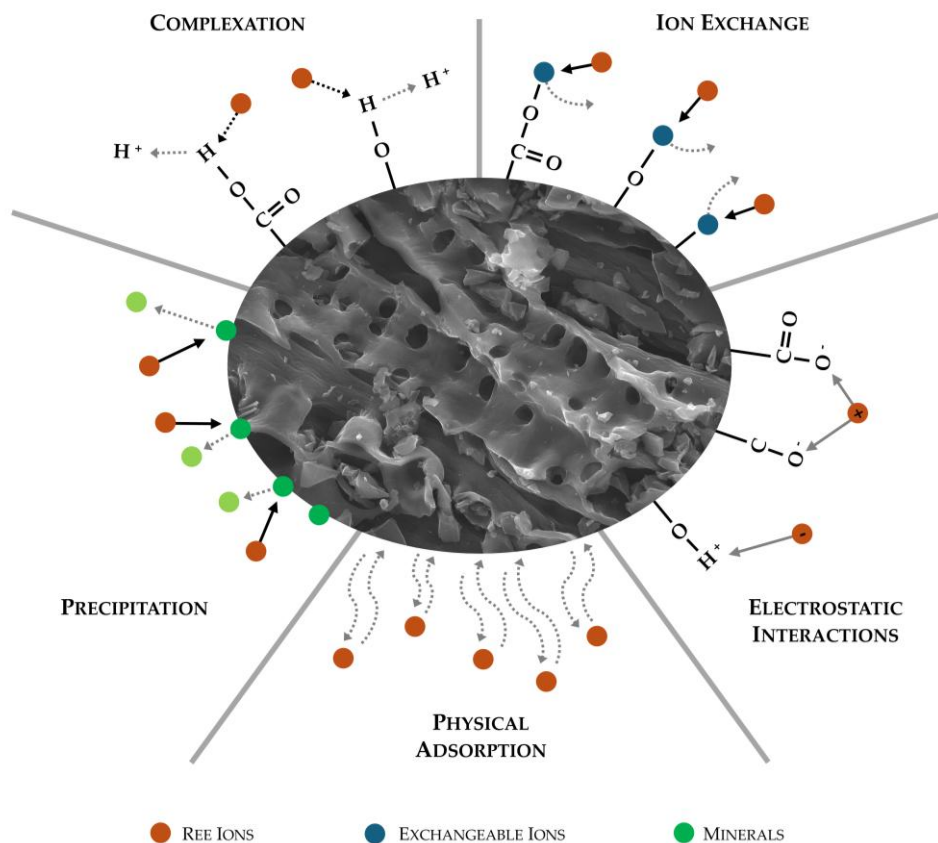 COMPLEXATION
ION EXCHANGE
H⁺
H⁺
H
H
O
O
C
O
O
C
O
O
O
C
O
O⁻
C
O⁻
+
O
H⁺
-
PRECIPITATION
ELECTROSTATIC
INTERACTIONS
PHYSICAL
ADSORPTION
REE IONS
EXCHANGEABLE IONS
MINERALS